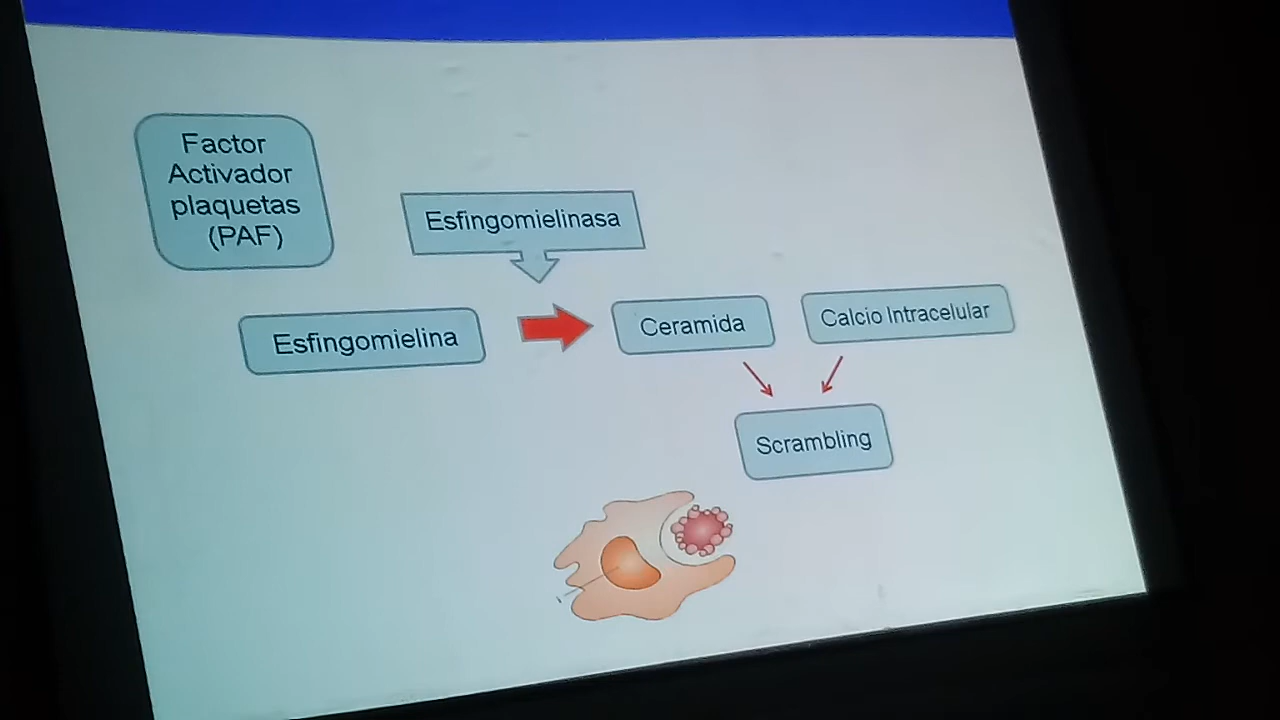 Factor
Activador
plaquetas
(PAF)
Esfingomielinasa
Esfingomielina
Ceramida
Calcio Intracelular
Scrambling